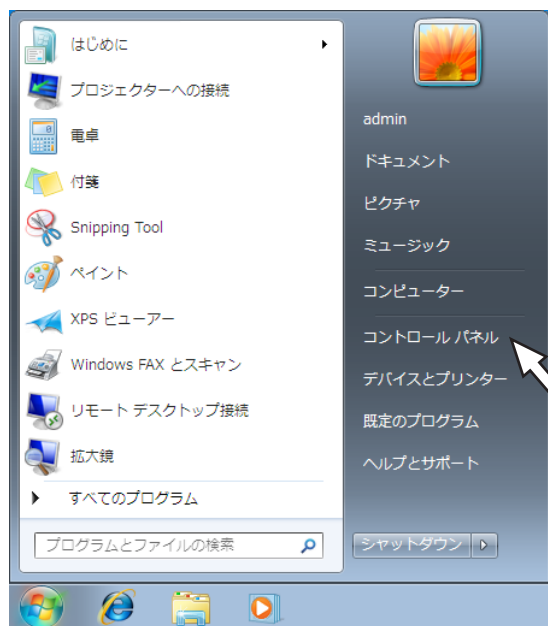 はじめに
プロジェクターへの接続
電卓
付箋
Snipping Tool
ペイント
XPS ビューアー
Windows FAX とスキャン
リモート デスクトップ接続
拡大鏡
すべてのプログラム
プログラムとファイルの検索
admin
ドキュメント
ピクチャ
ミュージック
コンピューター
コントロール パネル
デバイスとプリンター
既定のプログラム
ヘルプとサポート
シャットダウン